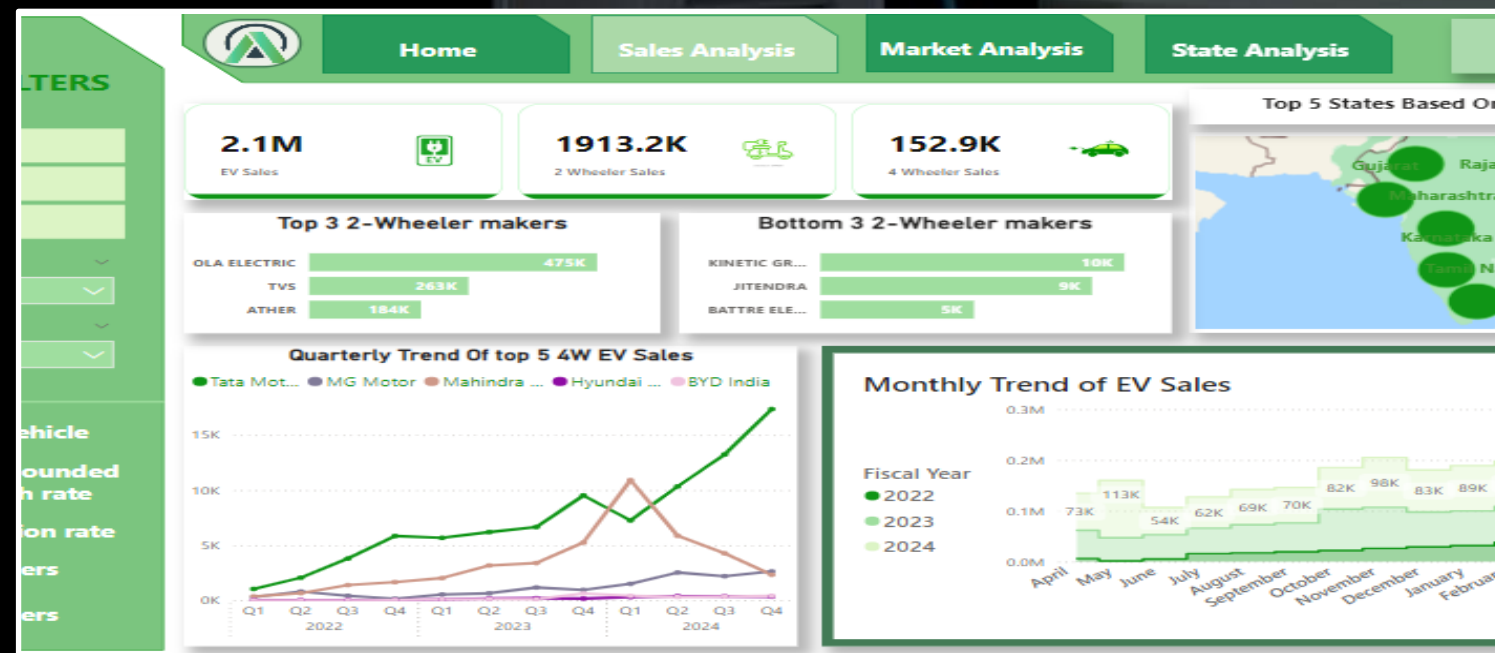 Home
Sales Analysis
Market Analysis
State Analysis
LTERS
ehicle
ounded
h rate
ion rate
ers
ers
2.1M
EV Sales
EV
1913.2K
2 Wheeler Sales
152.9K
4 Wheeler Sales
Top 5 States Based On
Gujarat
Raja
Maharashtra
Karnataka
Tamil N
Top 3 2-Wheeler makers
OLA ELECTRIC 475K
TVS 263K
ATHER 184K
Bottom 3 2-Wheeler makers
KINETIC GR... 10K
JITENDRA 9K
BATTRE ELE... 5K
Quarterly Trend Of top 5 4W EV Sales
Tata Mot... MG Motor Mahindra ... Hyundai ... BYD India
15K
10K
5K
0K
Q1 Q2 Q3 Q4 Q1 Q2 Q3 Q4 Q1 Q2 Q3 Q4
2022 2023 2024
Monthly Trend of EV Sales
Fiscal Year
2022
2023
2024
0.3M
0.2M
0.1M
0.0M
73K 113K 54K 62K 69K 70K 82K 98K 83K 89K
April May June July August September October November December January Februar